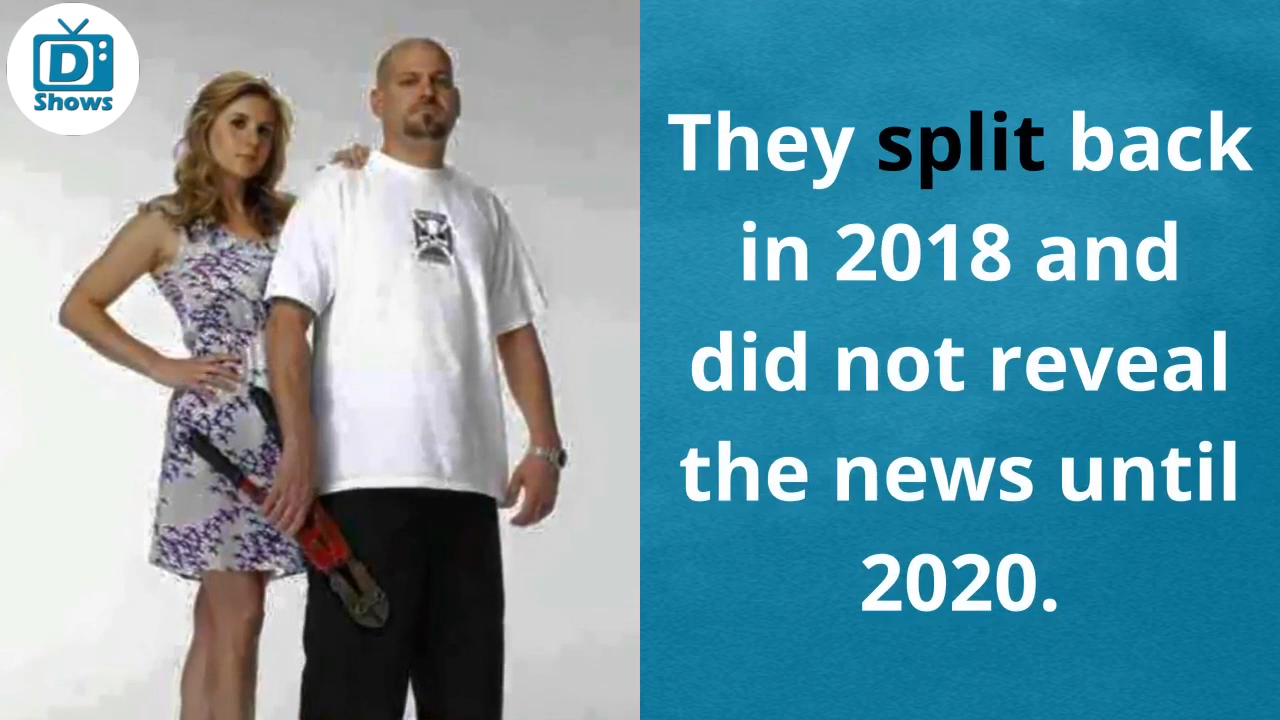 D
Shows
They split back
in 2018 and
did not reveal
the news until
2020.